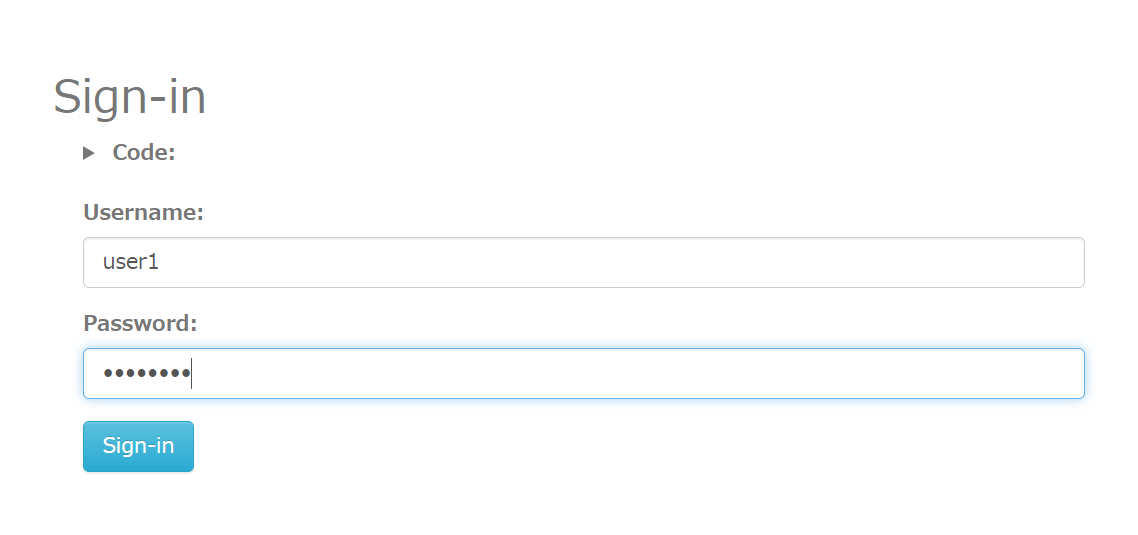 Sign-in
Code:
Username:
user1
Password:
••••••••
Sign-in